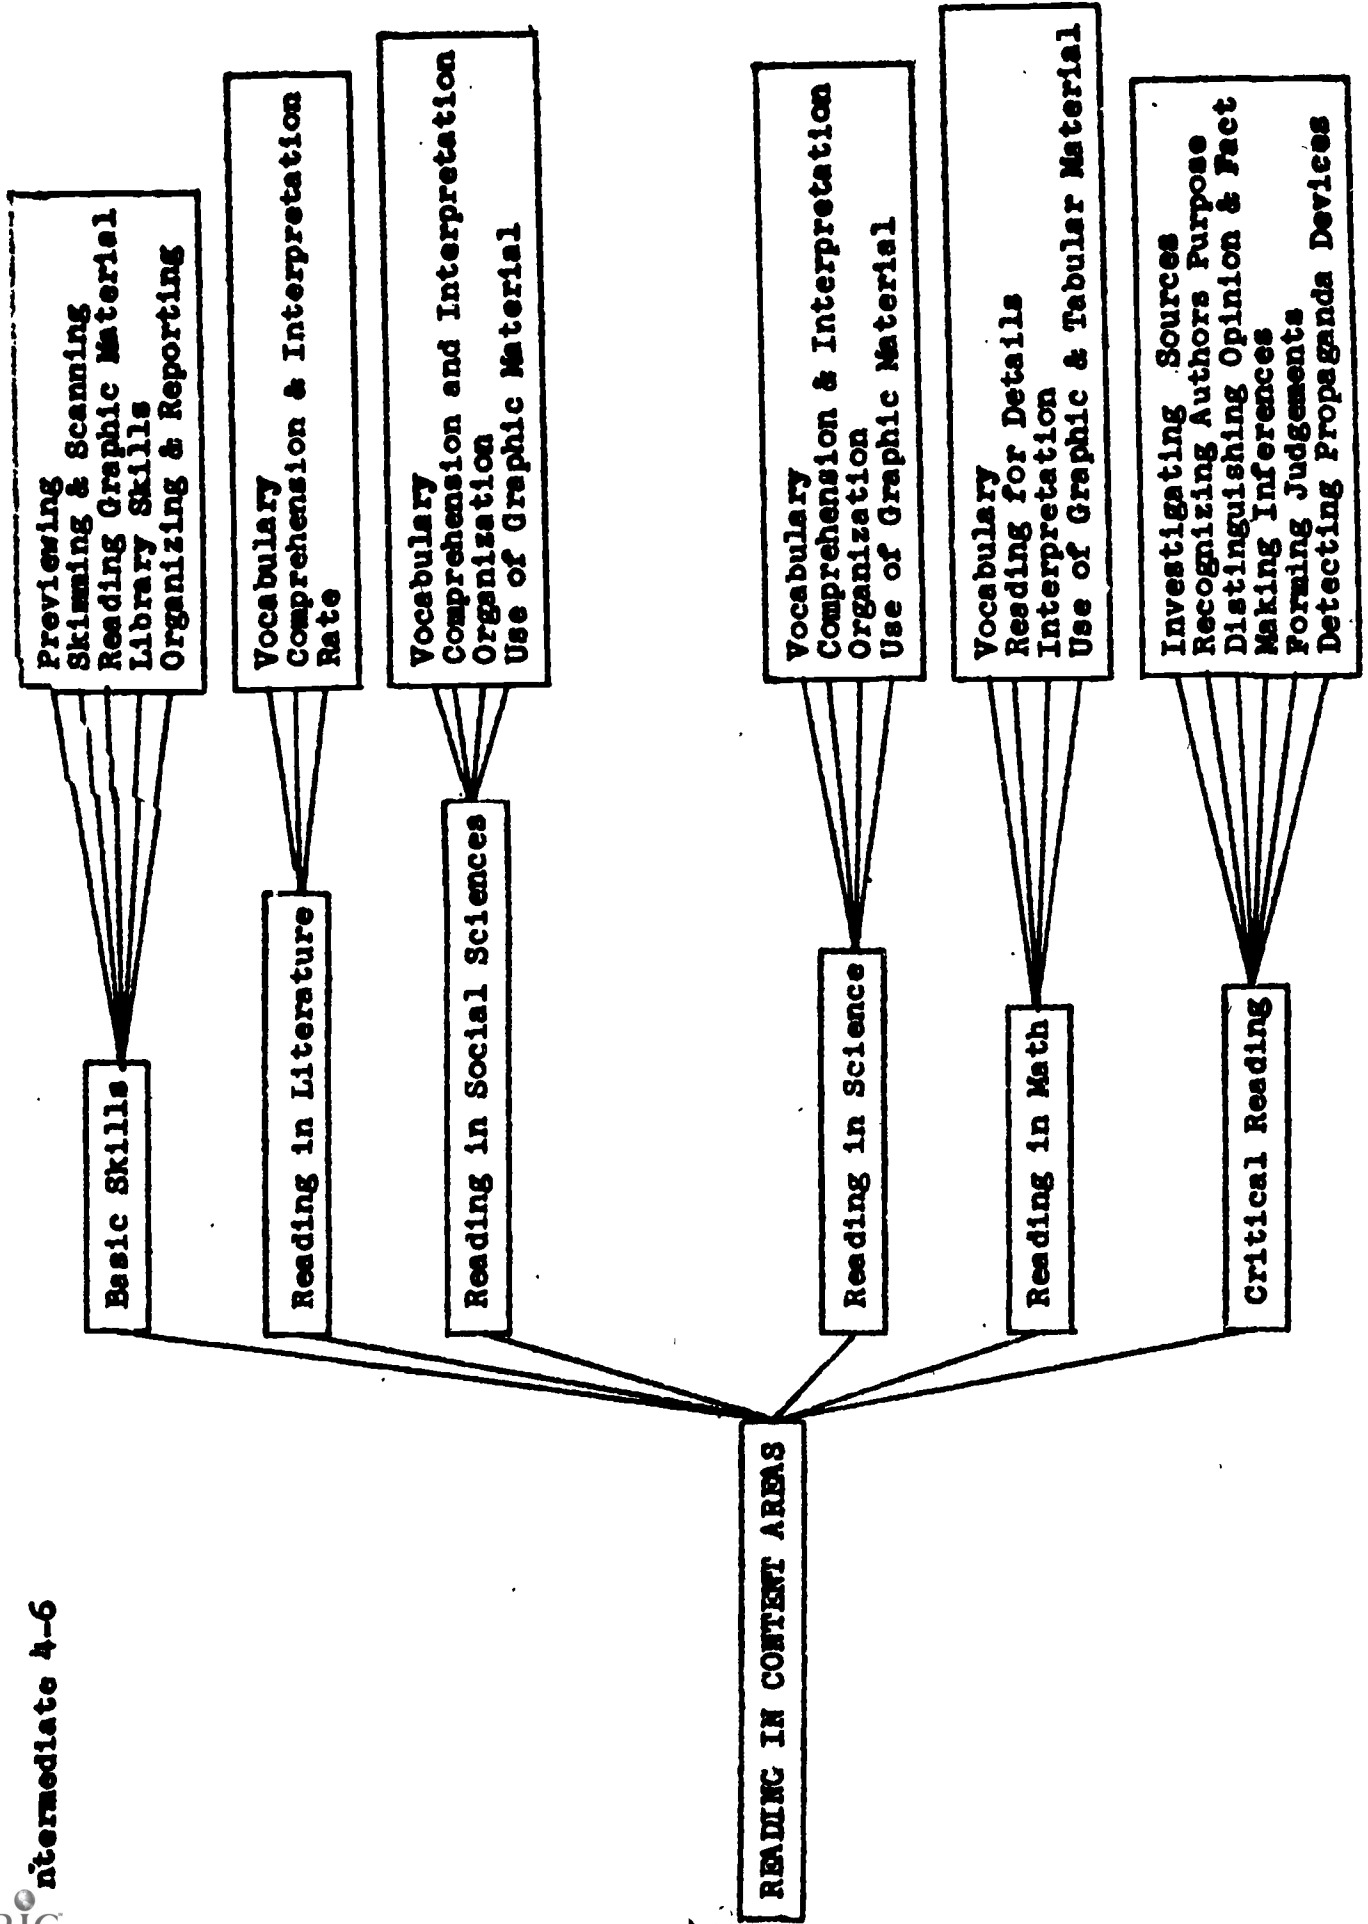 ntermediate 4-6
READING IN CONTENT AREAS
Basic Skills
Previewing
Skimming & Scanning
Reading Graphic Material
Library Skills
Organizing & Reporting
Reading in Literature
Vocabulary
Comprehension & Interpretation
Rate
Reading in Social Sciences
Vocabulary
Comprehension and Interpretation
Organization
Use of Graphic Material
Reading in Science
Vocabulary
Comprehension & Interpretation
Organization
Use of Graphic Material
Reading in Math
Vocabulary
Reading for Details
Interpretation
Use of Graphic & Tabular Material
Critical Reading
Investigating Sources
Recognizing Authors Purpose
Distinguishing Opinion & Fact
Making Inferences
Forming Judgements
Detecting Propaganda Devices